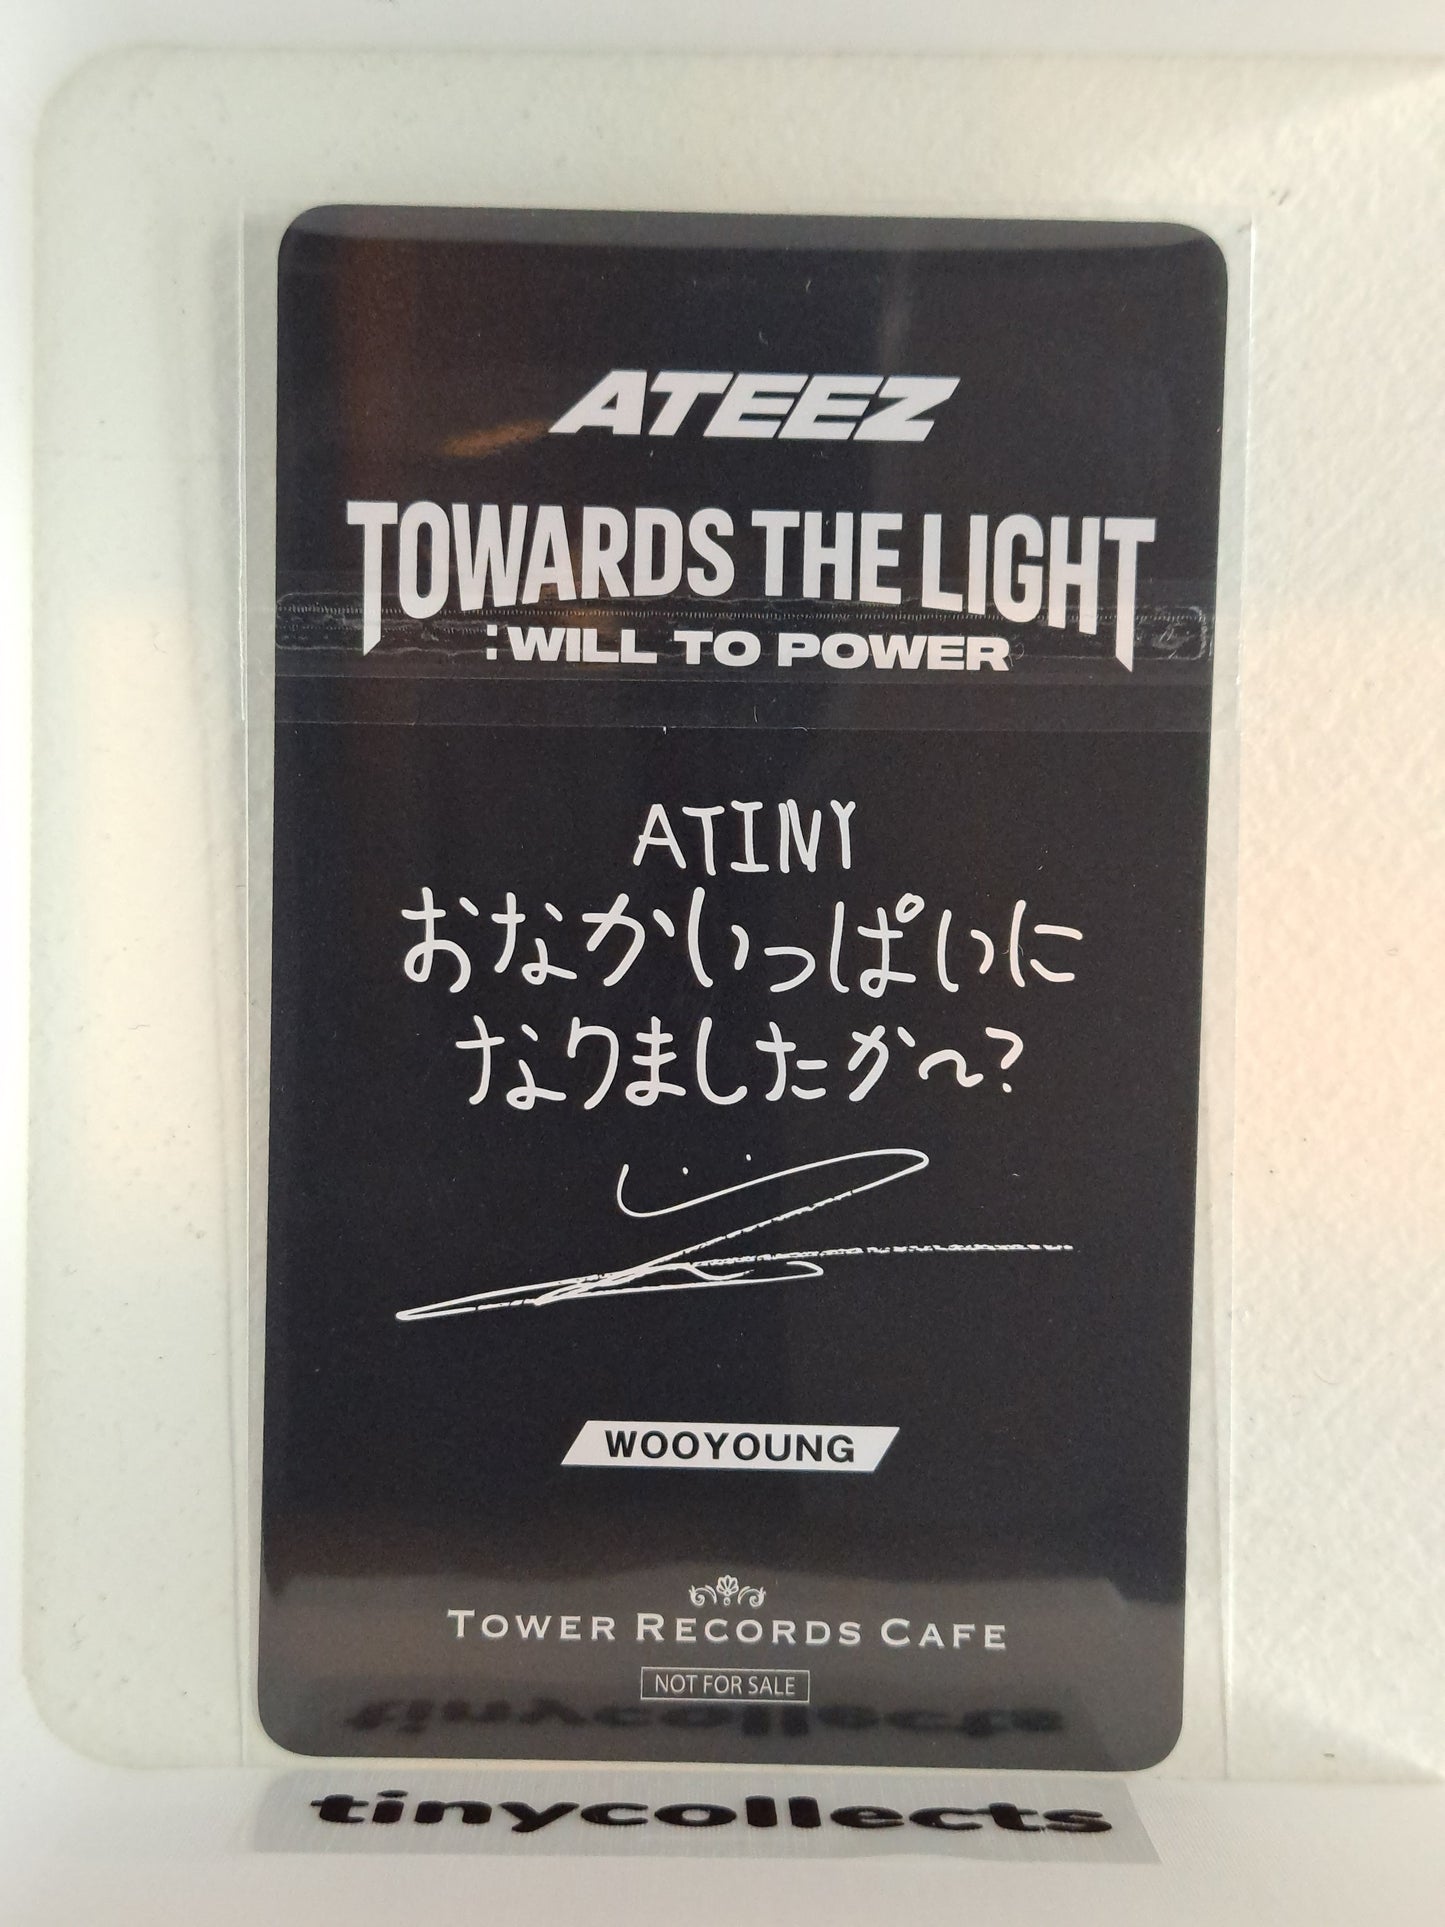 ATEEZ
TOWARDS THE LIGHT
: WILL TO POWER
ATINY
おなかいっぱいに
なりましたか〜?
WOOYOUNG
TOWER RECORDS CAFE
NOT FOR SALE
tinycollects